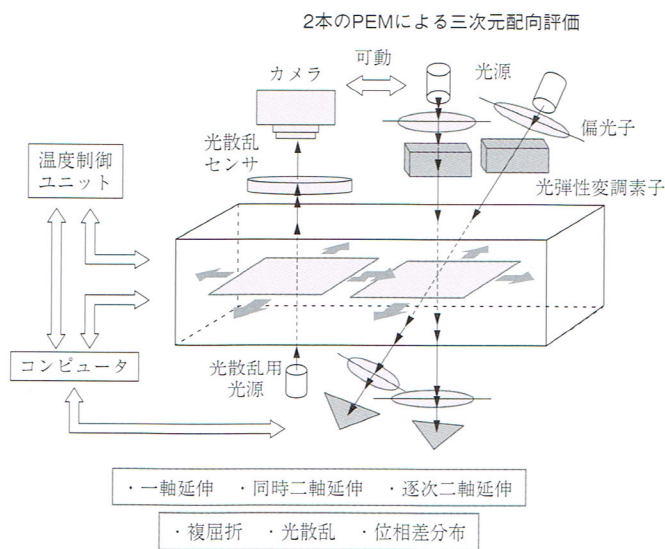 2本のPEMによる三次元配向評価
可動
カメラ
光源
光散乱
センサ
偏光子
温度制御
ユニット
光弾性変調素子
コンピュータ
光散乱用
光源
・一軸延伸　・同時二軸延伸　・逐次二軸延伸
・複屈折　・光散乱　・位相差分布